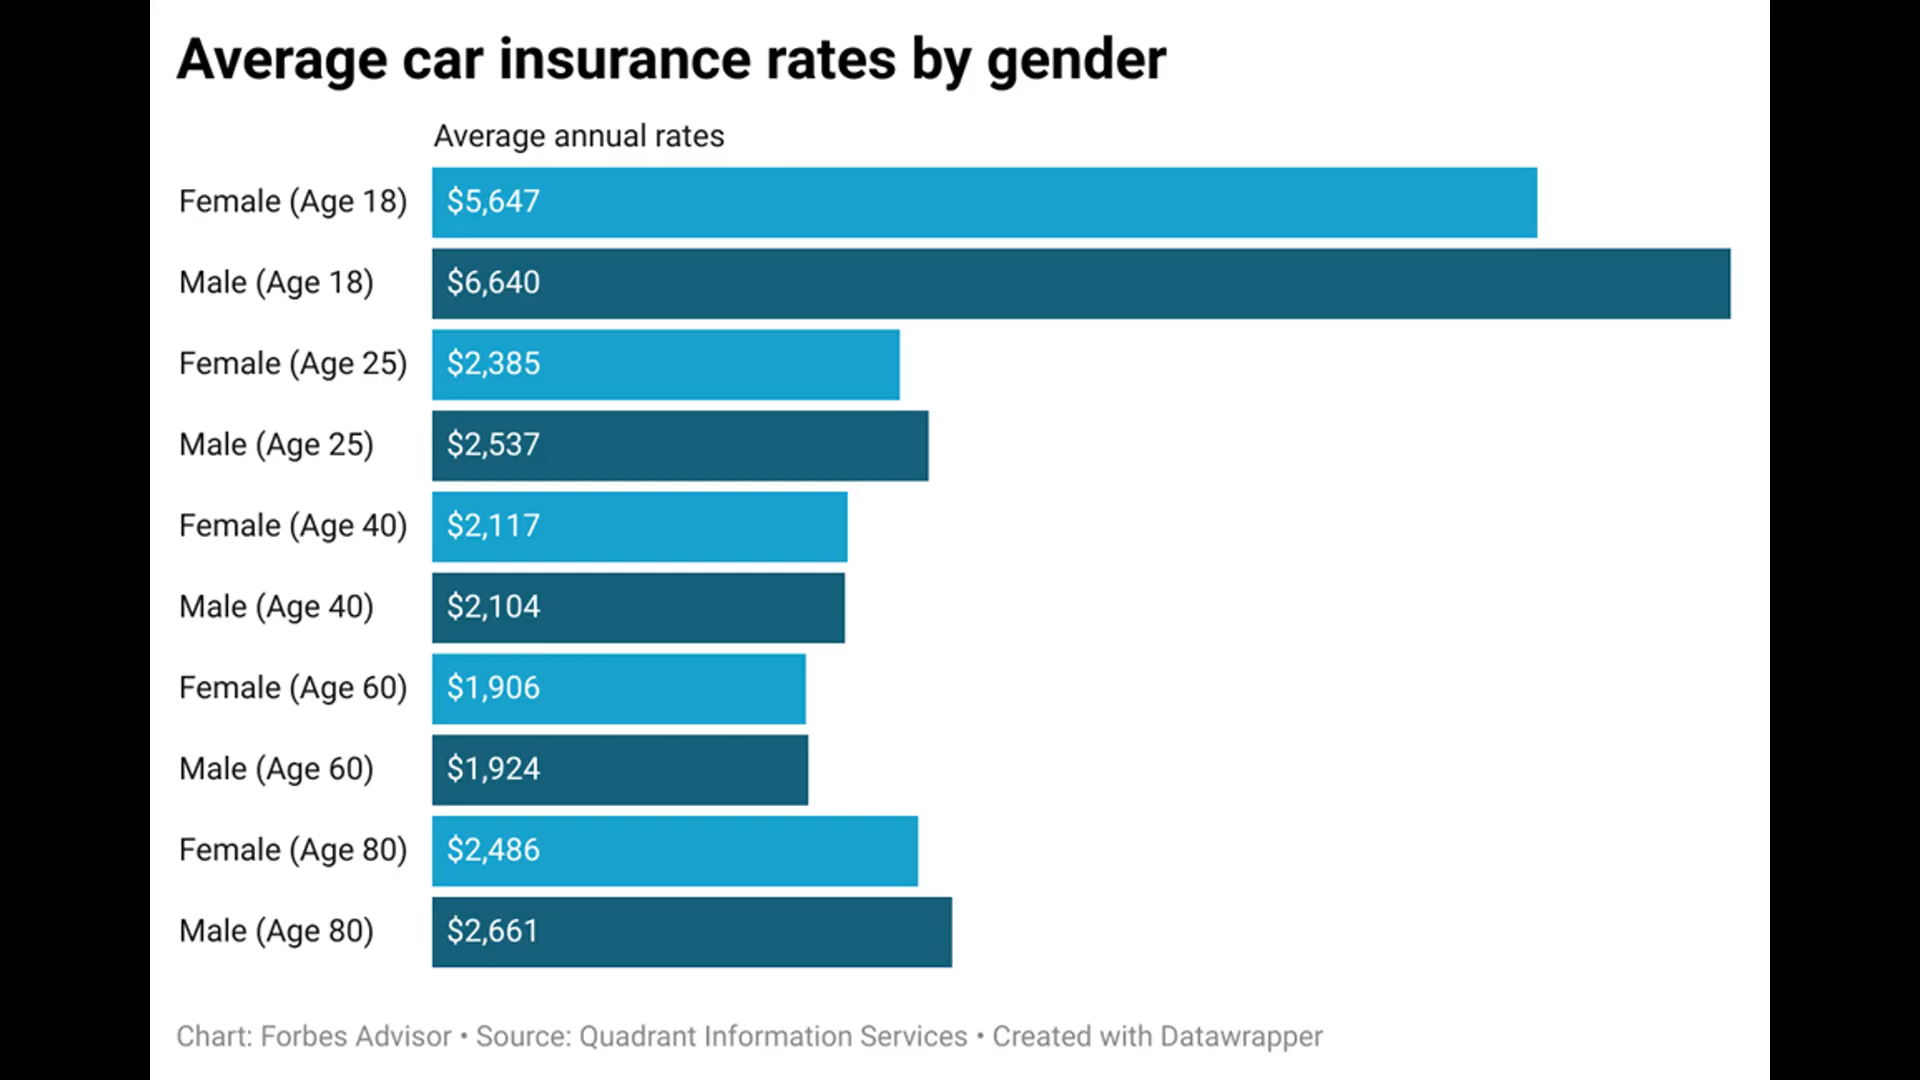 Average car insurance rates by gender
Average annual rates
Female (Age 18) $5,647
Male (Age 18) $6,640
Female (Age 25) $2,385
Male (Age 25) $2,537
Female (Age 40) $2,117
Male (Age 40) $2,104
Female (Age 60) $1,906
Male (Age 60) $1,924
Female (Age 80) $2,486
Male (Age 80) $2,661
Chart: Forbes Advisor • Source: Quadrant Information Services • Created with Datawrapper